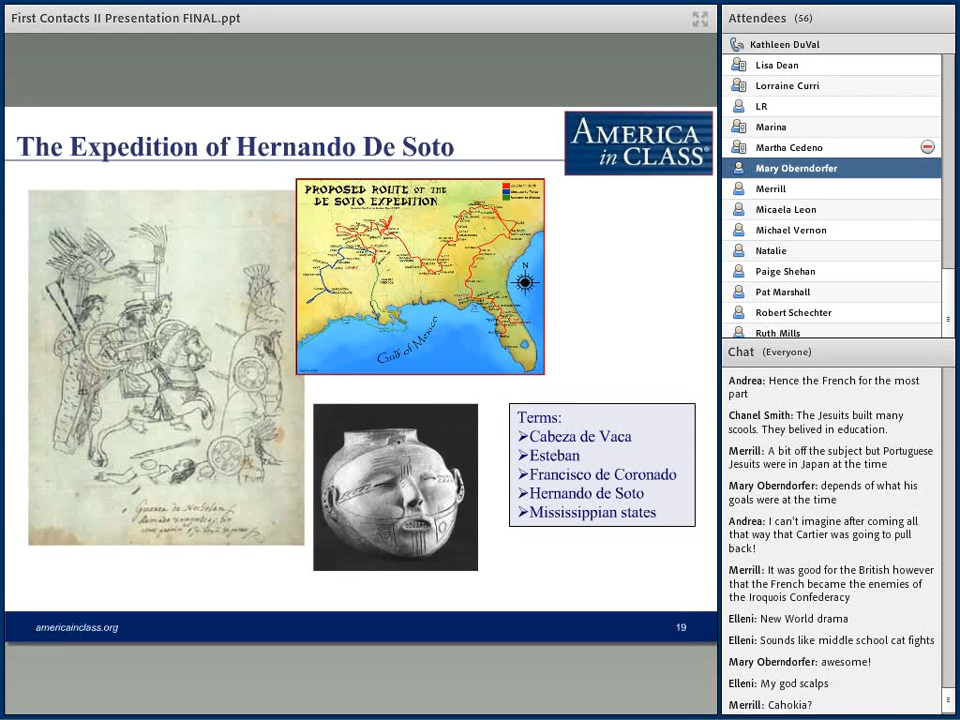 First Contacts II Presentation FINAL.ppt
The Expedition of Hernando De Soto
AMERICA
in CLASS®
PROPOSED ROUTE of the
DE SOTO EXPEDITION
N
Gulf of Mexico
Terms:
➢Cabeza de Vaca
➢Esteban
➢Francisco de Coronado
➢Hernando de Soto
➢Mississippian states
americainclass.org
19
Attendees (56)
Kathleen DuVal
Lisa Dean
Lorraine Curri
LR
Marina
Martha Cedeno
Mary Oberndorfer
Merrill
Micaela Leon
Michael Vernon
Natalie
Paige Shehan
Pat Marshall
Robert Schechter
Ruth Mills
Chat (Everyone)
Andrea: Hence the French for the most
part
Chanel Smith: The Jesuits built many
scools. They belived in education.
Merrill: A bit off the subject but Portuguese
Jesuits were in Japan at the time
Mary Oberndorfer: depends of what his
goals were at the time
Andrea: I can't imagine after coming all
that way that Cartier was going to pull
back!
Merrill: It was good for the British however
that the French became the enemies of
the Iroquois Confederacy
Elleni: New World drama
Elleni: Sounds like middle school cat fights
Mary Oberndorfer: awesome!
Elleni: My god scalps
Merrill: Cahokia?